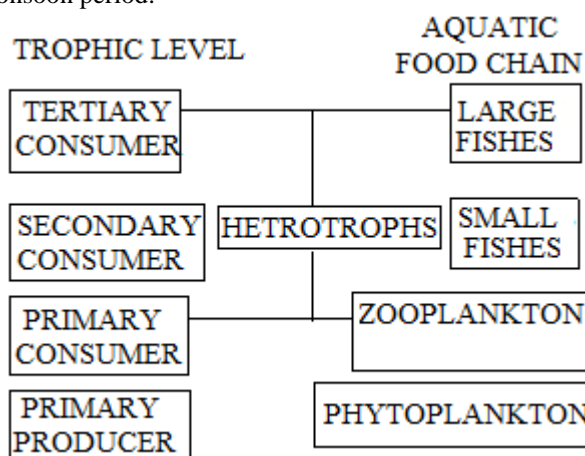 TROPHIC LEVEL
AQUATIC
FOOD CHAIN
TERTIARY
CONSUMER
LARGE
FISHES
SECONDARY
CONSUMER
HETROTROPHS
SMALL
FISHES
PRIMARY
CONSUMER
ZOOPLANKTON
PRIMARY
PRODUCER
PHYTOPLANKTON